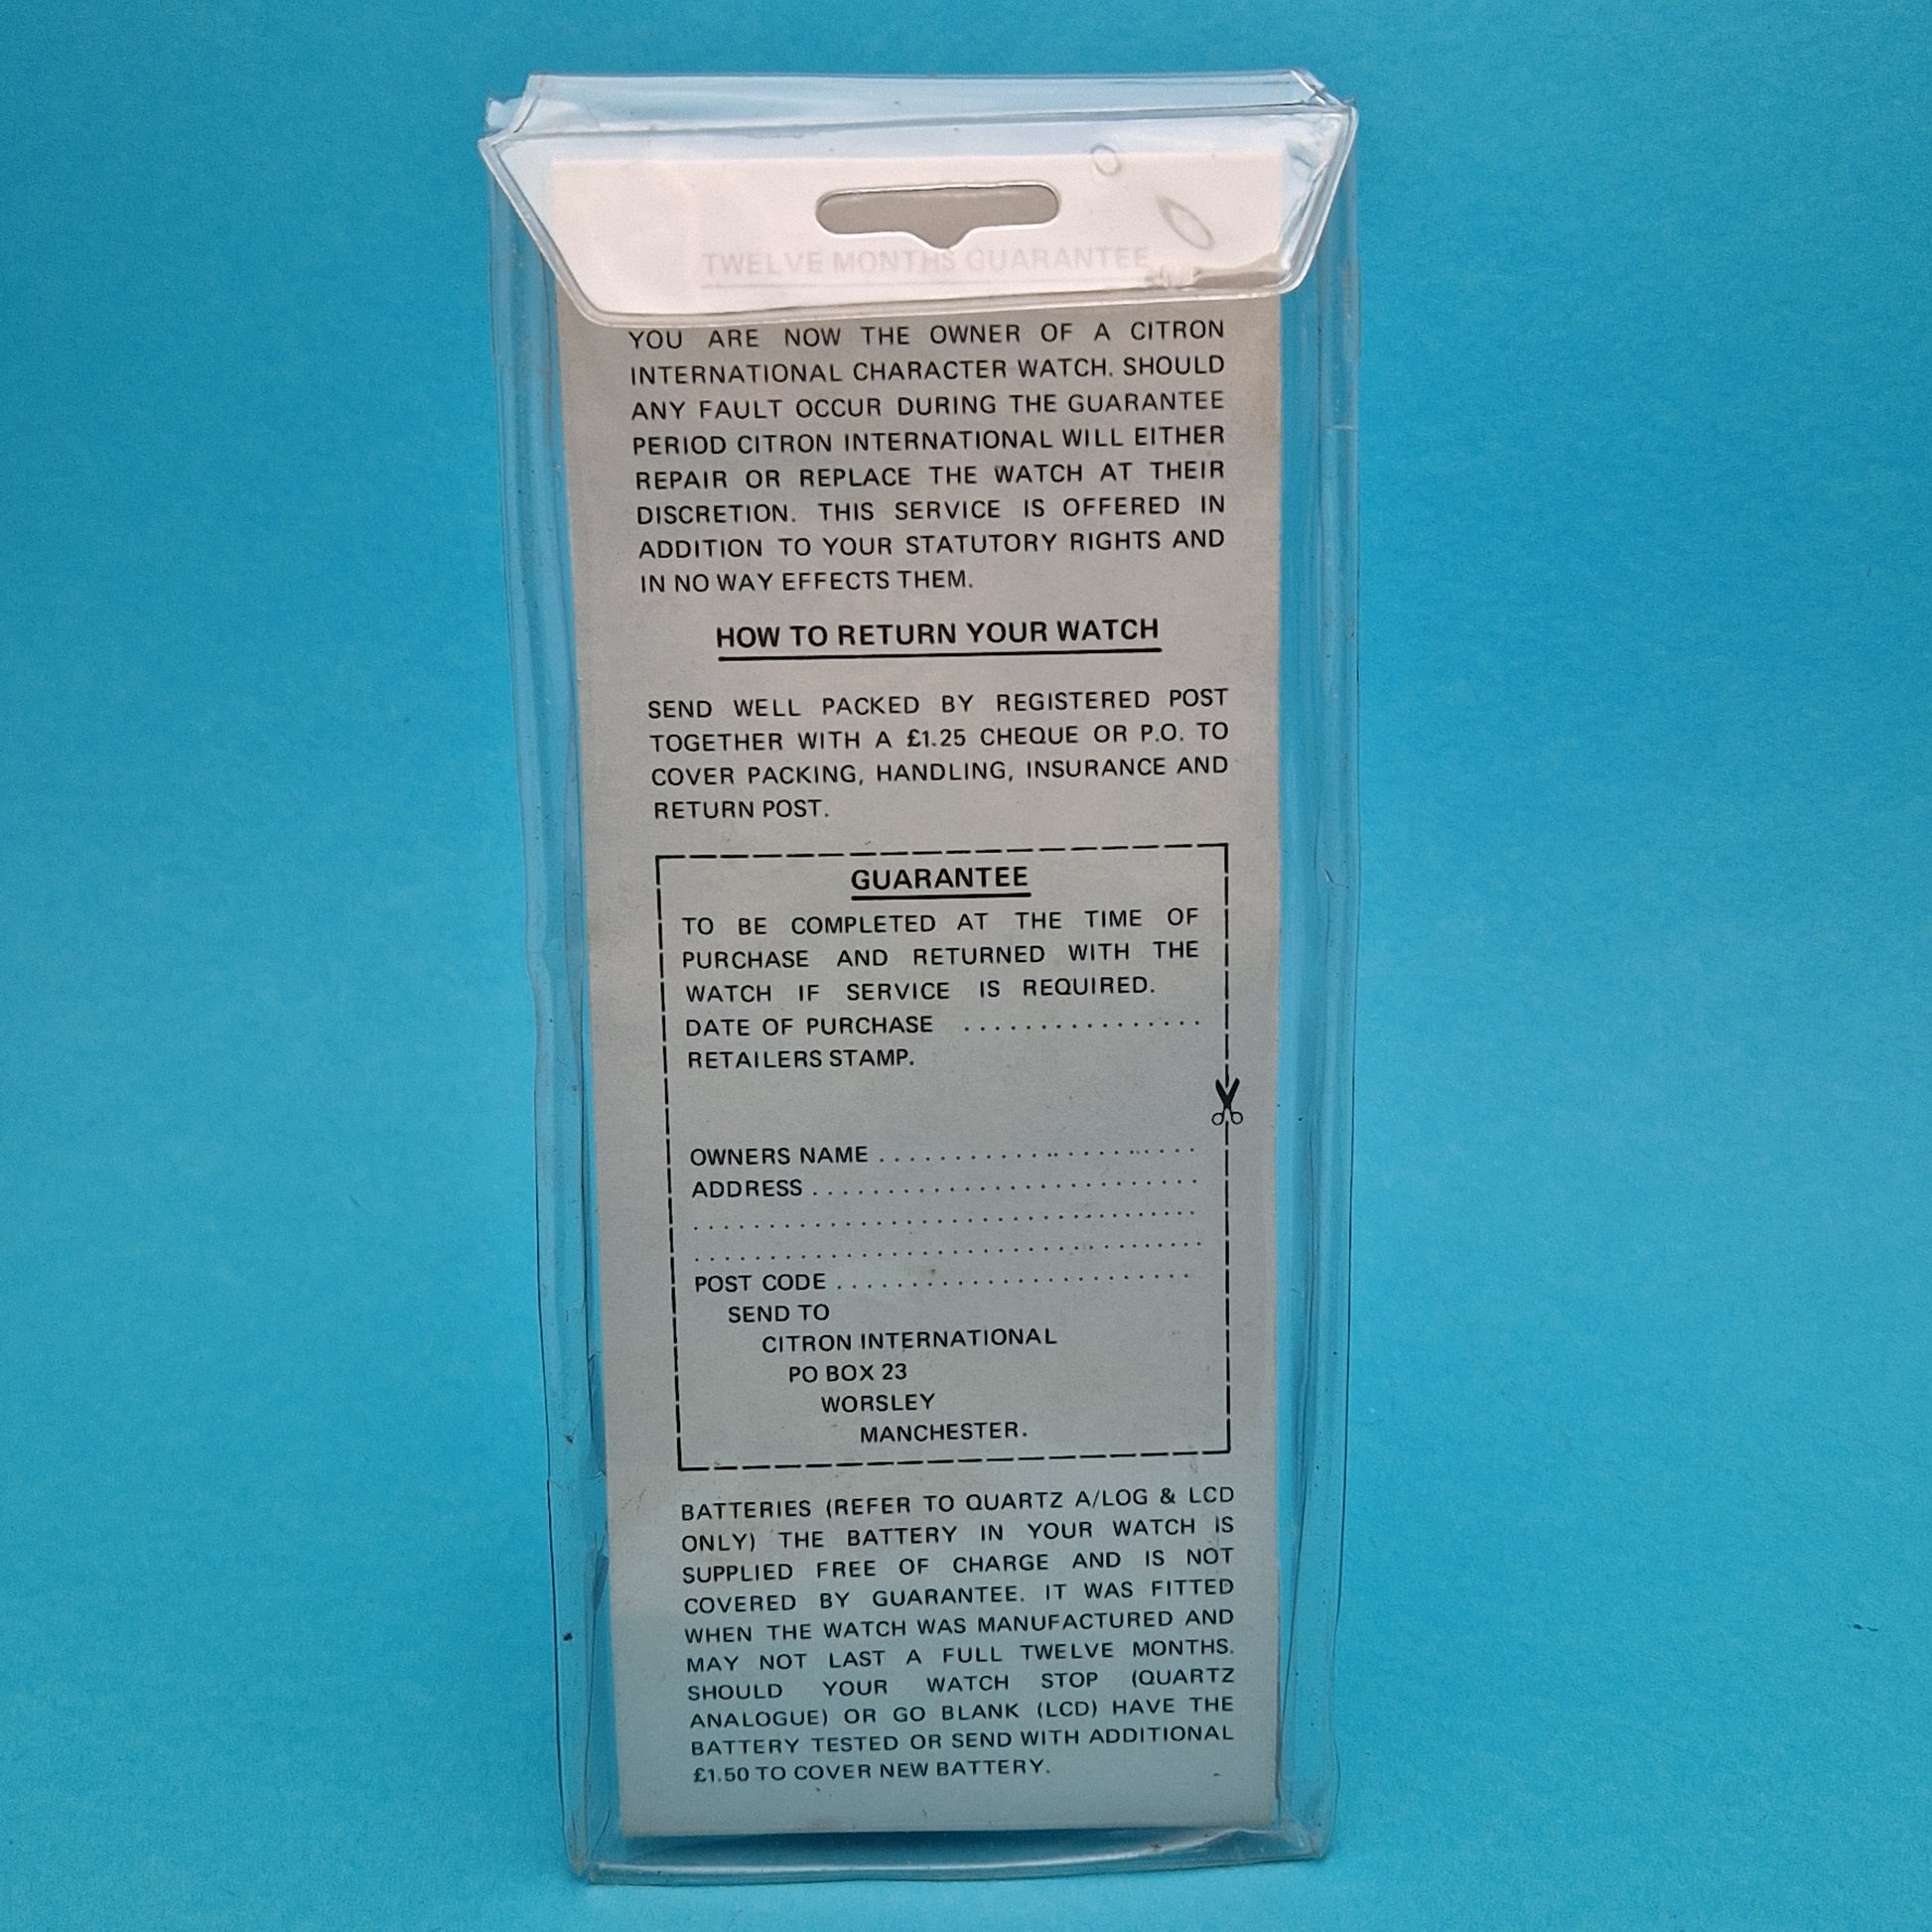 TWELVE MONTHS GUARANTEE
YOU ARE NOW THE OWNER OF A CITRON
INTERNATIONAL CHARACTER WATCH. SHOULD
ANY FAULT OCCUR DURING THE GUARANTEE
PERIOD CITRON INTERNATIONAL WILL EITHER
REPAIR OR REPLACE THE WATCH AT THEIR
DISCRETION. THIS SERVICE IS OFFERED IN
ADDITION TO YOUR STATUTORY RIGHTS AND
IN NO WAY EFFECTS THEM.
HOW TO RETURN YOUR WATCH
SEND WELL PACKED BY REGISTERED POST
TOGETHER WITH A £1.25 CHEQUE OR P.O. TO
COVER PACKING, HANDLING, INSURANCE AND
RETURN POST.
GUARANTEE
TO BE COMPLETED AT THE TIME OF
PURCHASE AND RETURNED WITH THE
WATCH IF SERVICE IS REQUIRED.
DATE OF PURCHASE ................
RETAILERS STAMP.
OWNERS NAME ......................
ADDRESS ..........................
..................................
..................................
POST CODE ........................
SEND TO
CITRON INTERNATIONAL
PO BOX 23
WORSLEY
MANCHESTER.
BATTERIES (REFER TO QUARTZ A/LOG & LCD
ONLY) THE BATTERY IN YOUR WATCH IS
SUPPLIED FREE OF CHARGE AND IS NOT
COVERED BY GUARANTEE. IT WAS FITTED
WHEN THE WATCH WAS MANUFACTURED AND
MAY NOT LAST A FULL TWELVE MONTHS.
SHOULD YOUR WATCH STOP (QUARTZ
ANALOGUE) OR GO BLANK (LCD) HAVE THE
BATTERY TESTED OR SEND WITH ADDITIONAL
£1.50 TO COVER NEW BATTERY.